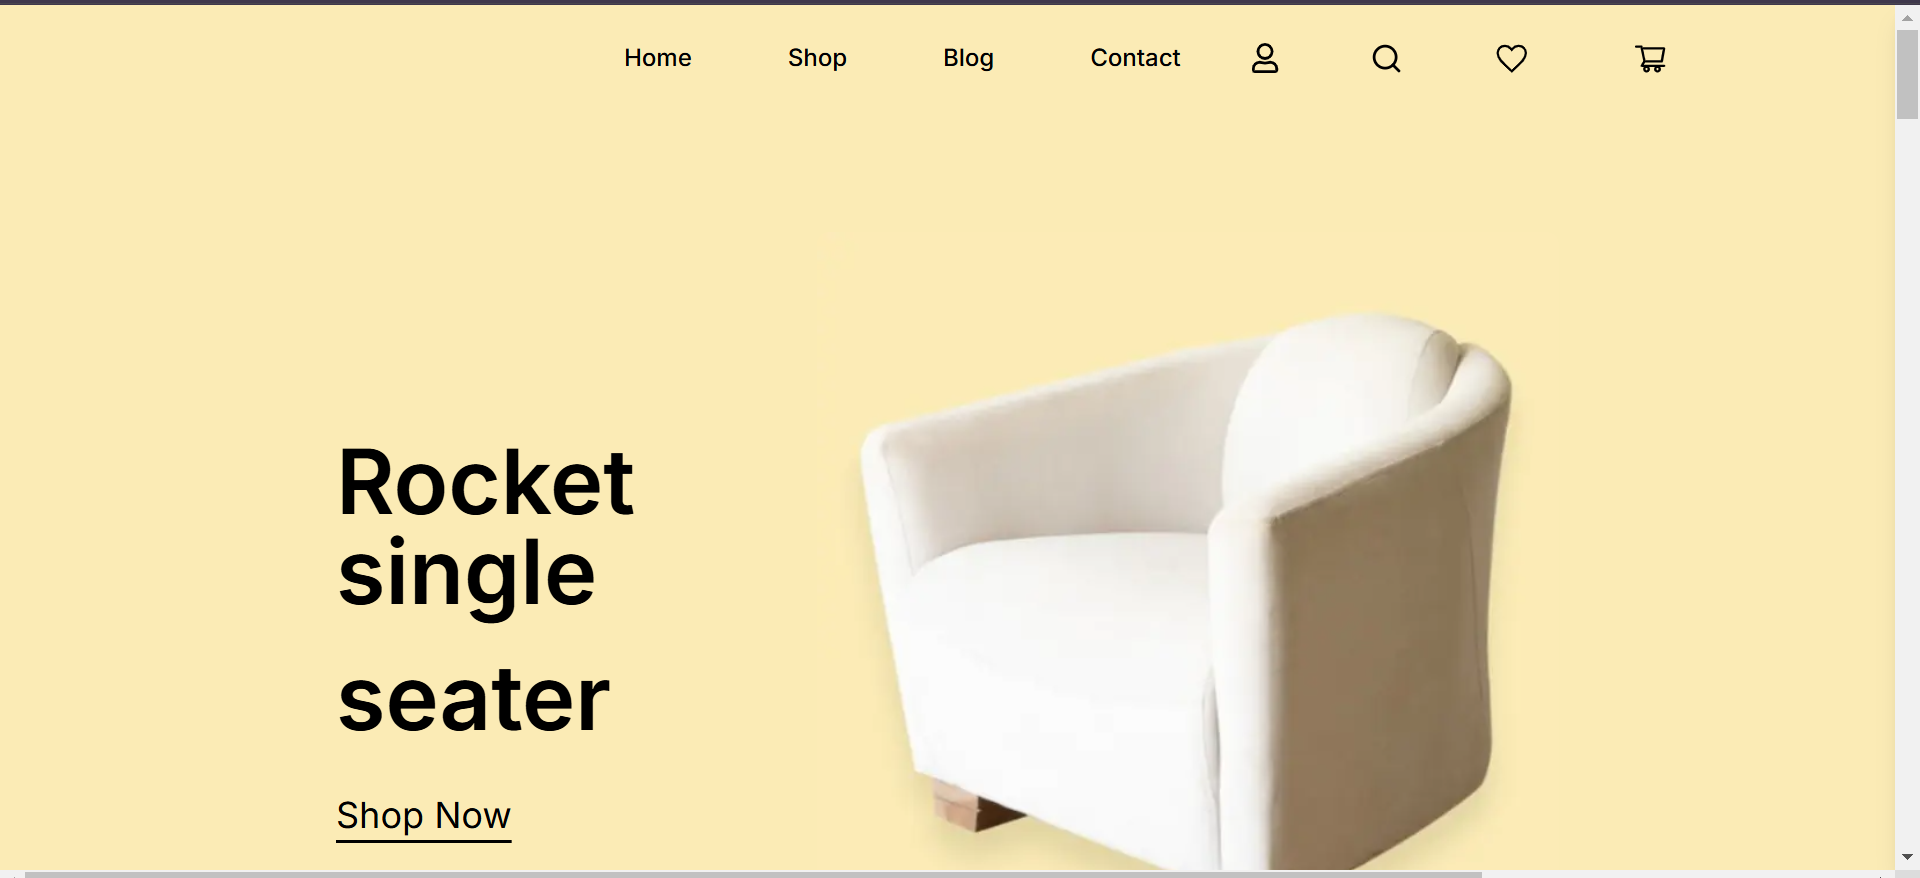 Home Shop Blog Contact
Rocket
single
seater
Shop Now